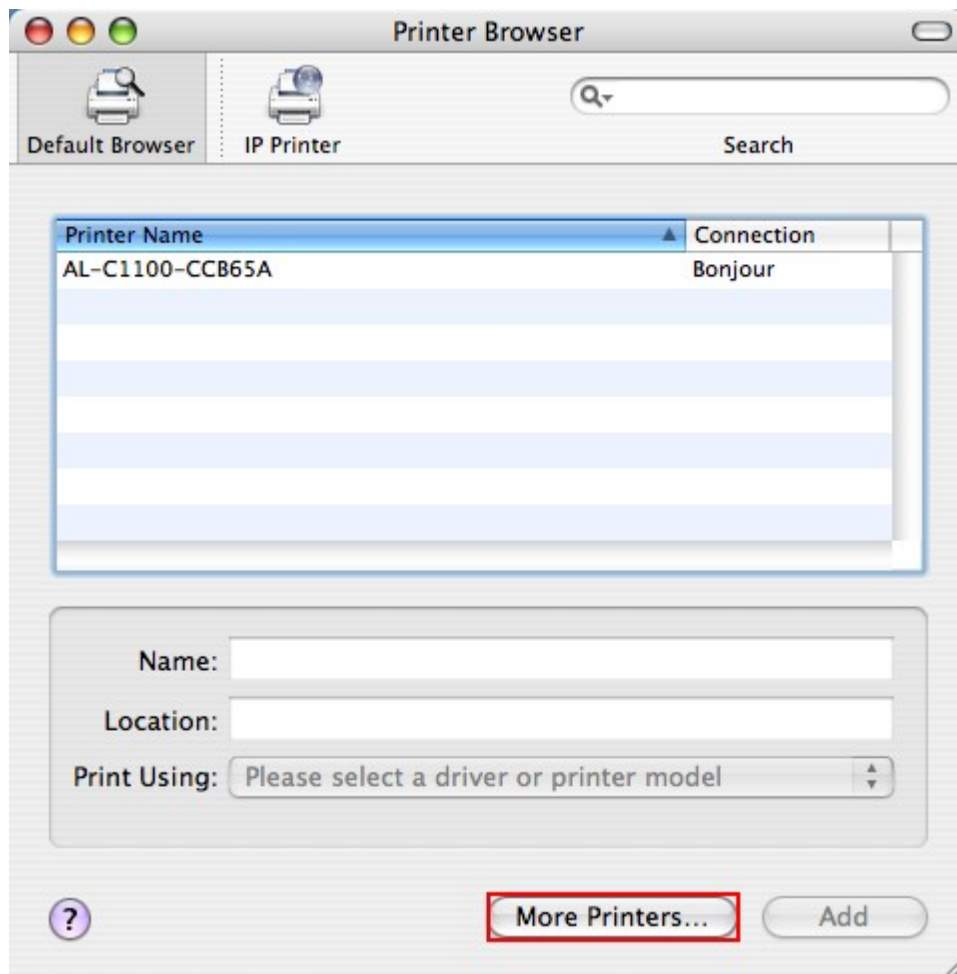 Printer Browser
Default Browser IP Printer Search
Printer Name Connection
AL-C1100-CCB65A Bonjour
Name:
Location:
Print Using: Please select a driver or printer model
? More Printers... Add